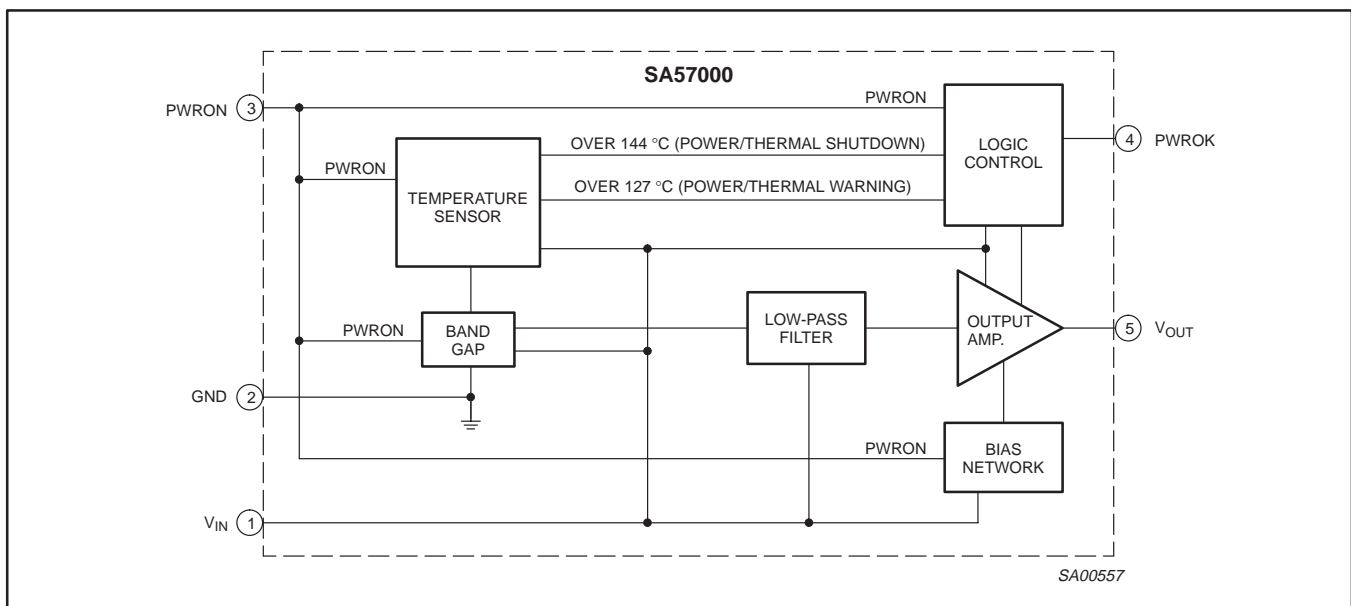 SA57000
PWRON 3
PWRON
LOGIC
CONTROL
4 PWROK
OVER 144 °C (POWER/THERMAL SHUTDOWN)
PWRON
OVER 127 °C (POWER/THERMAL WARNING)
TEMPERATURE
SENSOR
PWRON
BAND
GAP
LOW-PASS
FILTER
OUTPUT
AMP.
5 VOUT
GND 2
PWRON
BIAS
NETWORK
VIN 1
SA00557